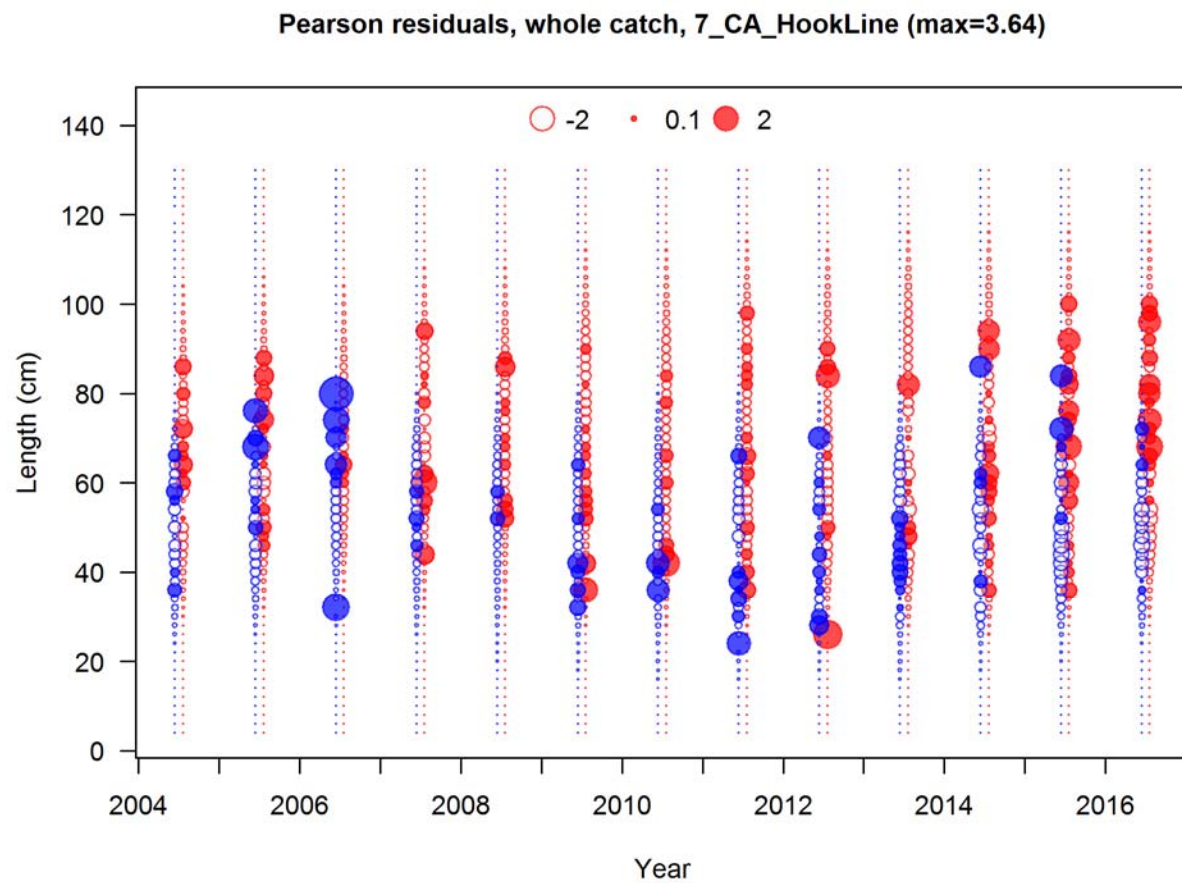 Pearson residuals, whole catch, 7_CA_HookLine (max=3.64)
-2 0.1 2
140
120
100
80
60
40
20
0
Length (cm)
2004 2006 2008 2010 2012 2014 2016
Year